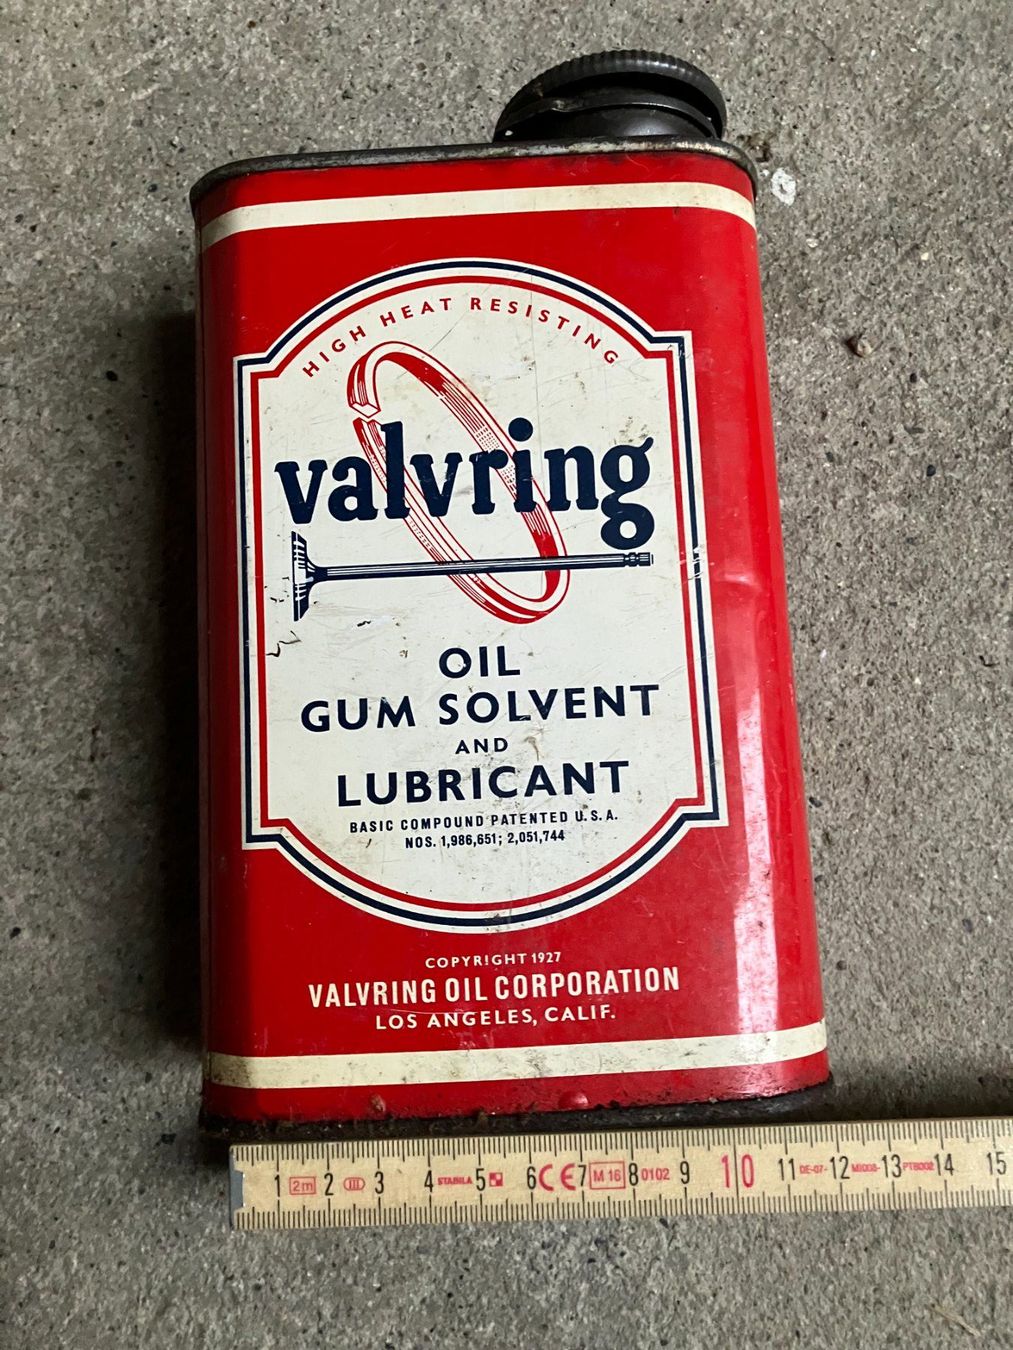 HIGH HEAT RESISTING
valvring
OIL
GUM SOLVENT
AND
LUBRICANT
BASIC COMPOUND PATENTED U.S.A.
NOS. 1,986,651; 2,051,744
COPYRIGHT 1927
VALVRING OIL CORPORATION
LOS ANGELES, CALIF.
1 2m 2 III 3 4 STABILA 5 6 CE 7 M 16 8 0102 9 10 11 DE-07- 12 MI008- 13 PTB002 14 15